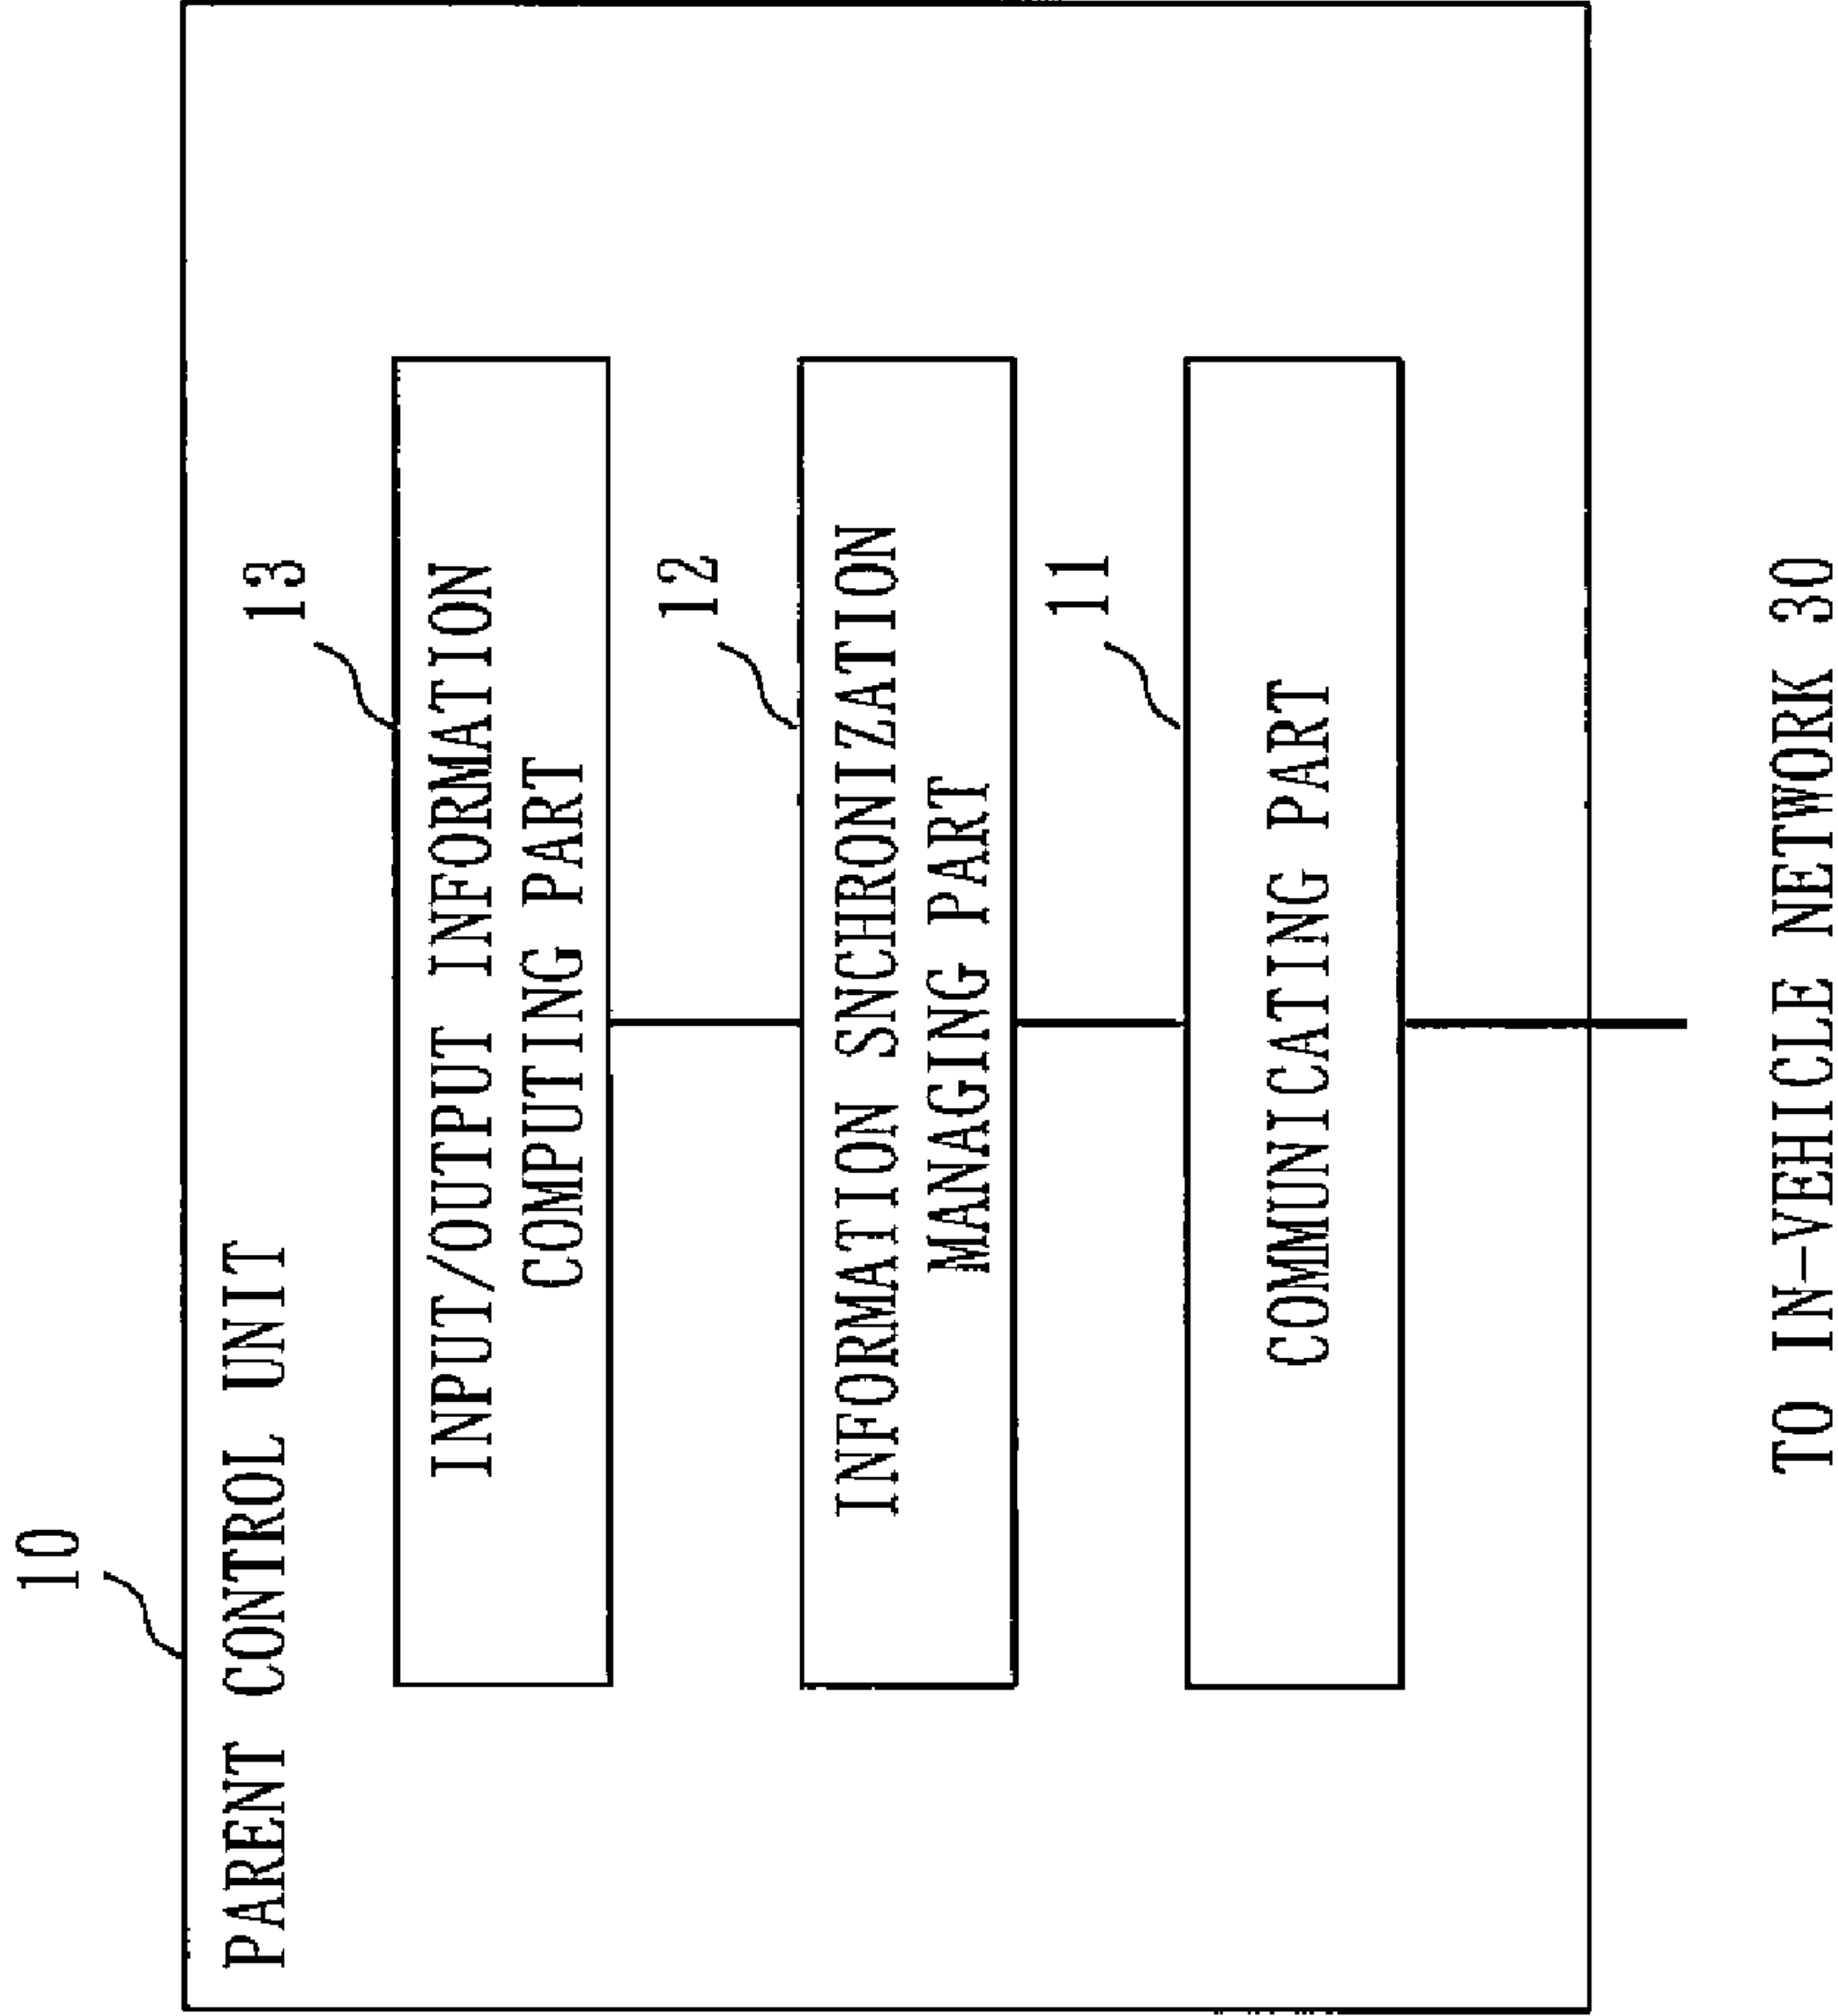 10
PARENT CONTROL UNIT
13
INPUT/OUTPUT INFORMATION
COMPUTING PART
12
INFORMATION SNCHRONIZATION
MANAGING PART
11
COMMUNICATING PART
TO IN-VEHICLE NETWORK 30